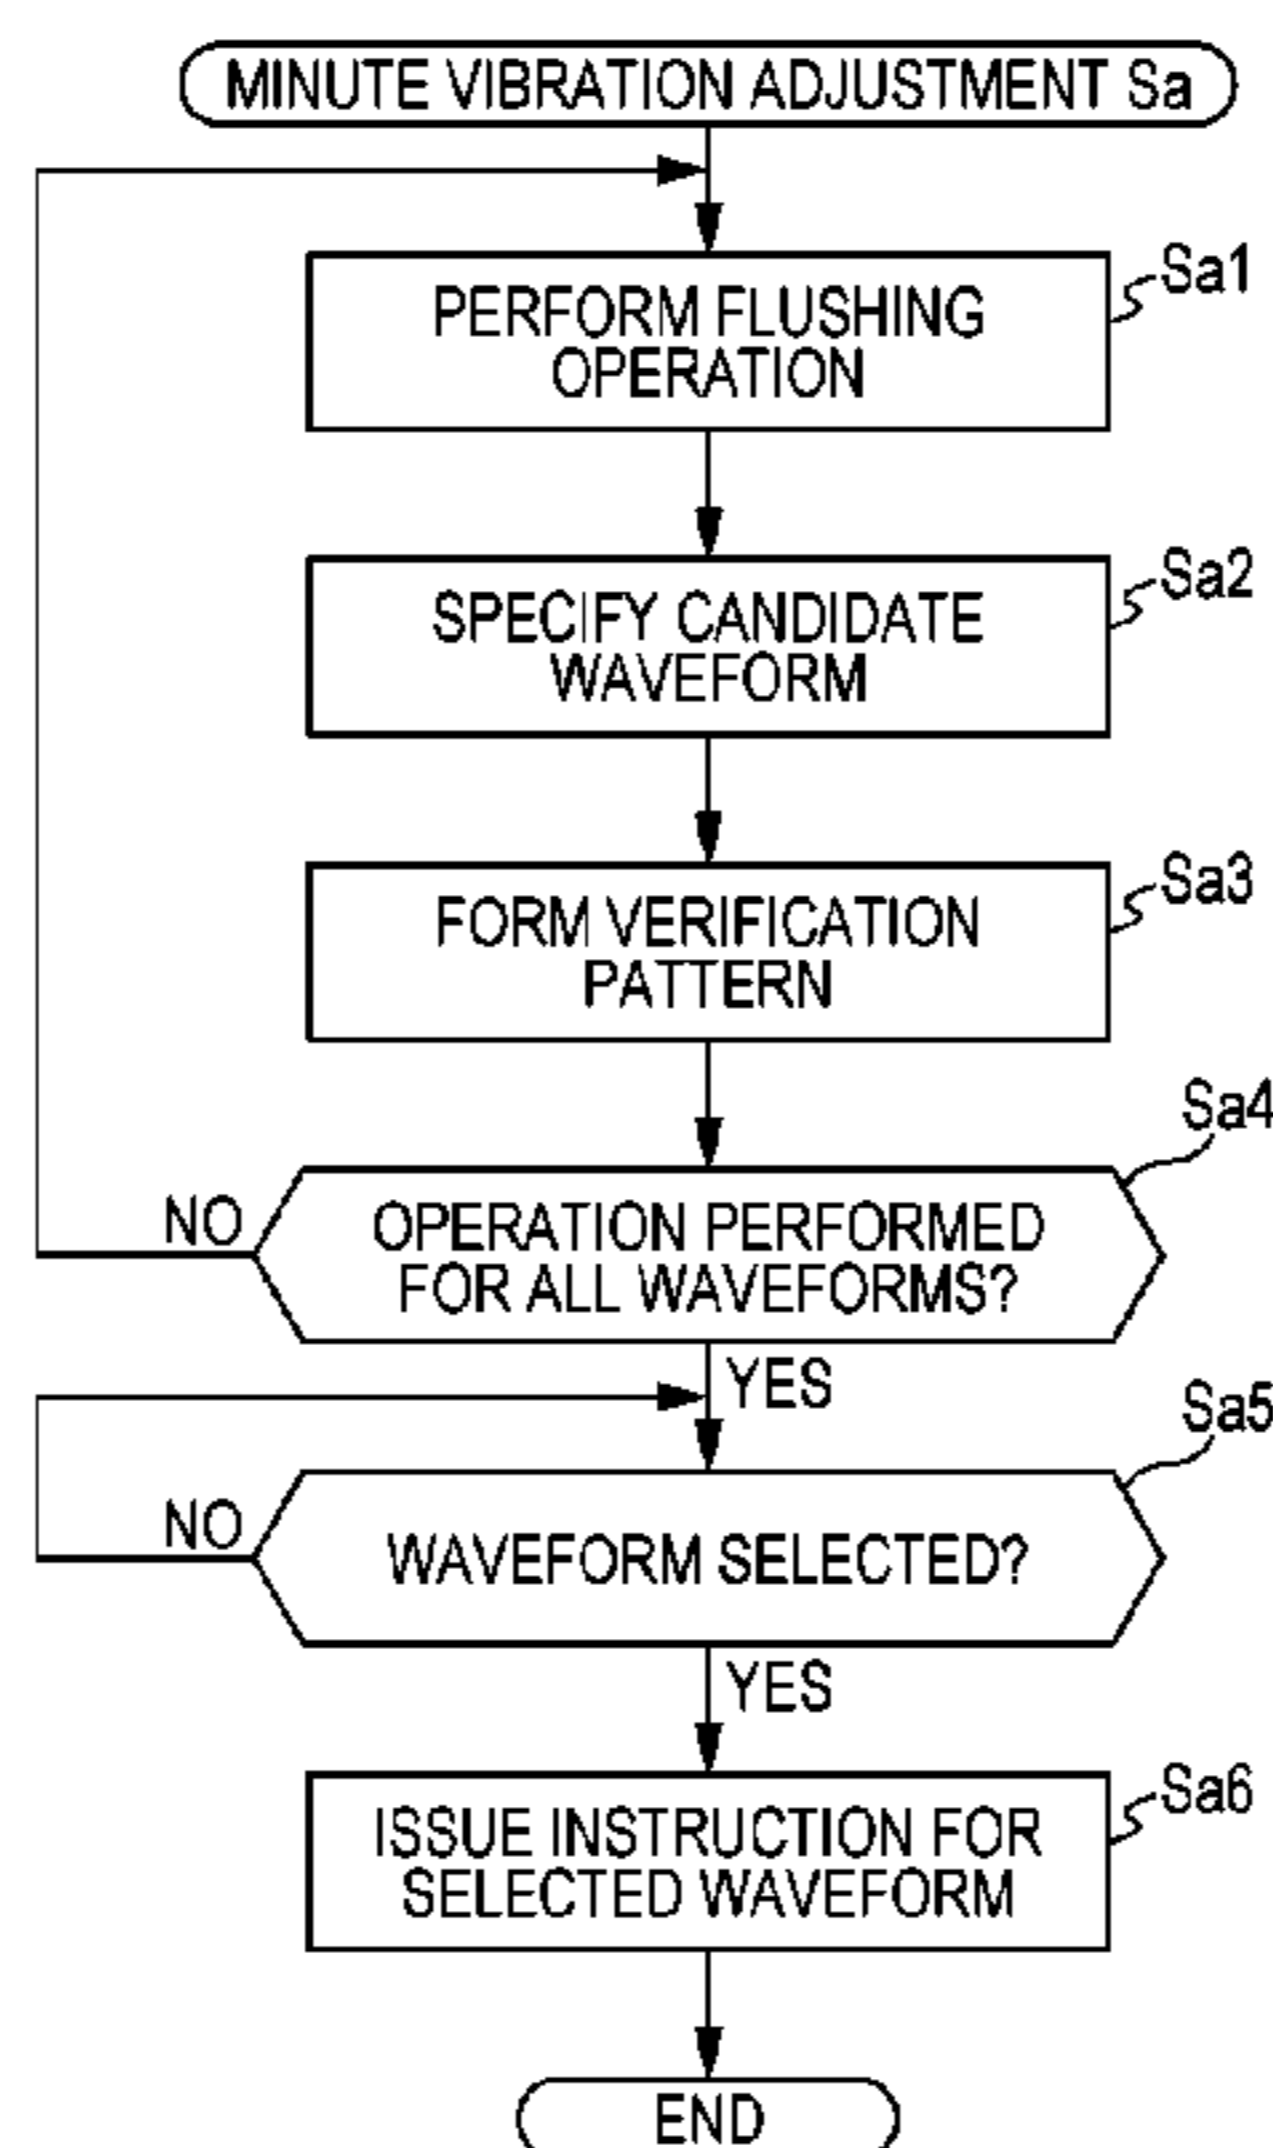 MINUTE VIBRATION ADJUSTMENT Sa
Sa1
PERFORM FLUSHING
OPERATION
Sa2
SPECIFY CANDIDATE
WAVEFORM
Sa3
FORM VERIFICATION
PATTERN
Sa4
NO
OPERATION PERFORMED
FOR ALL WAVEFORMS?
YES
Sa5
NO
WAVEFORM SELECTED?
YES
Sa6
ISSUE INSTRUCTION FOR
SELECTED WAVEFORM
END